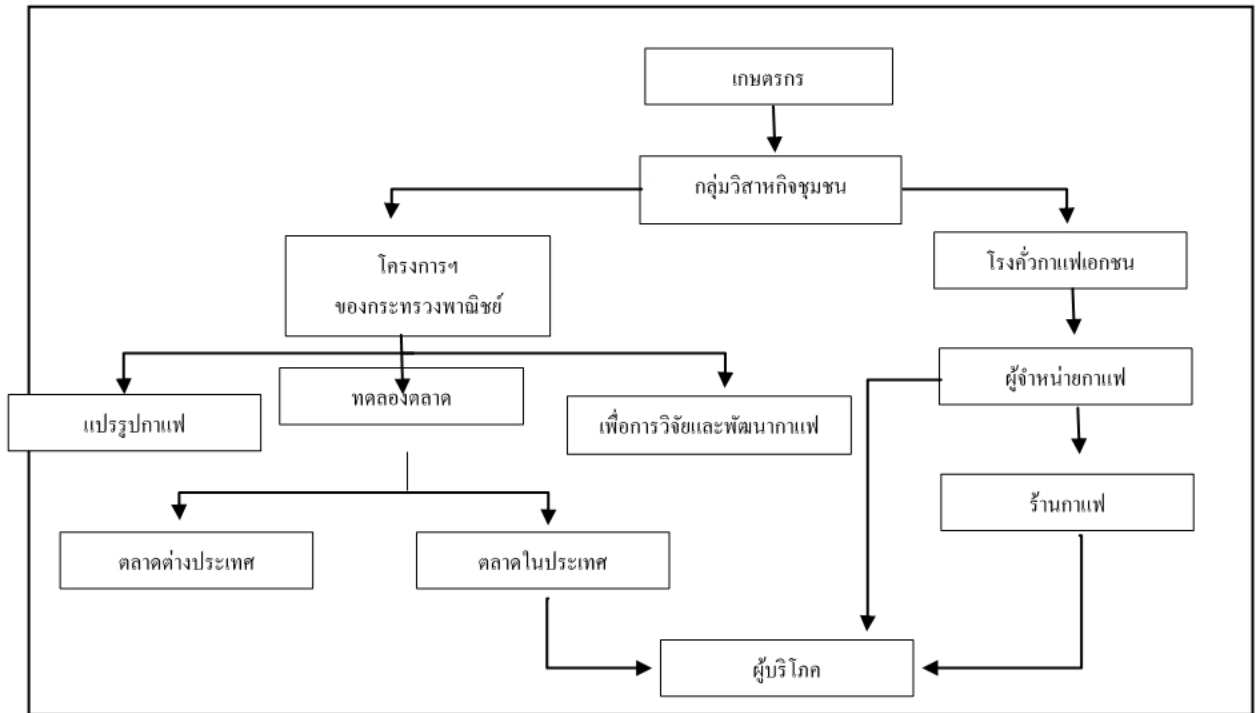 เกษตรกร
กลุ่มวิสาหกิจชุมชน
โครงการฯ
ของกระทรวงพาณิชย์
โรงคั่วกาแฟเอกชน
แปรรูปกาแฟ
ทดลองตลาด
เพื่อการวิจัยและพัฒนากาแฟ
ผู้จำหน่ายกาแฟ
ร้านกาแฟ
ตลาดต่างประเทศ
ตลาดในประเทศ
ผู้บริโภค